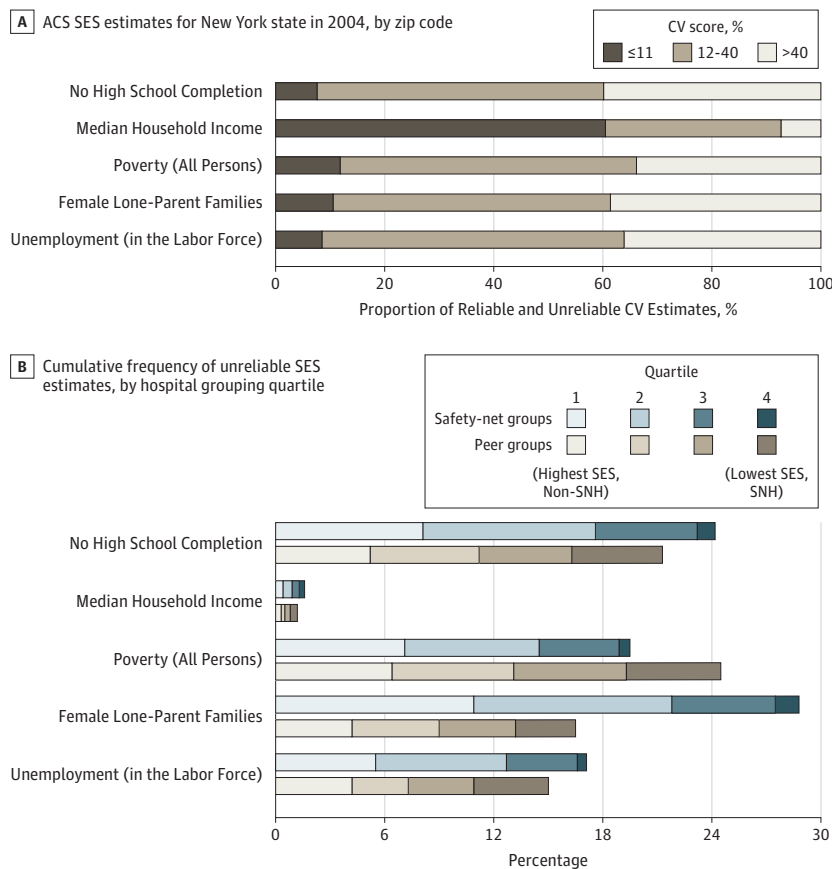 A ACS SES estimates for New York state in 2004, by zip code
CV score, %
≤11 12-40 >40
No High School Completion
Median Household Income
Poverty (All Persons)
Female Lone-Parent Families
Unemployment (in the Labor Force)
0 20 40 60 80 100
Proportion of Reliable and Unreliable CV Estimates, %
B Cumulative frequency of unreliable SES
estimates, by hospital grouping quartile
Quartile
1 2 3 4
Safety-net groups
Peer groups
(Highest SES, (Lowest SES,
Non-SNH) SNH)
No High School Completion
Median Household Income
Poverty (All Persons)
Female Lone-Parent Families
Unemployment (in the Labor Force)
0 6 12 18 24 30
Percentage